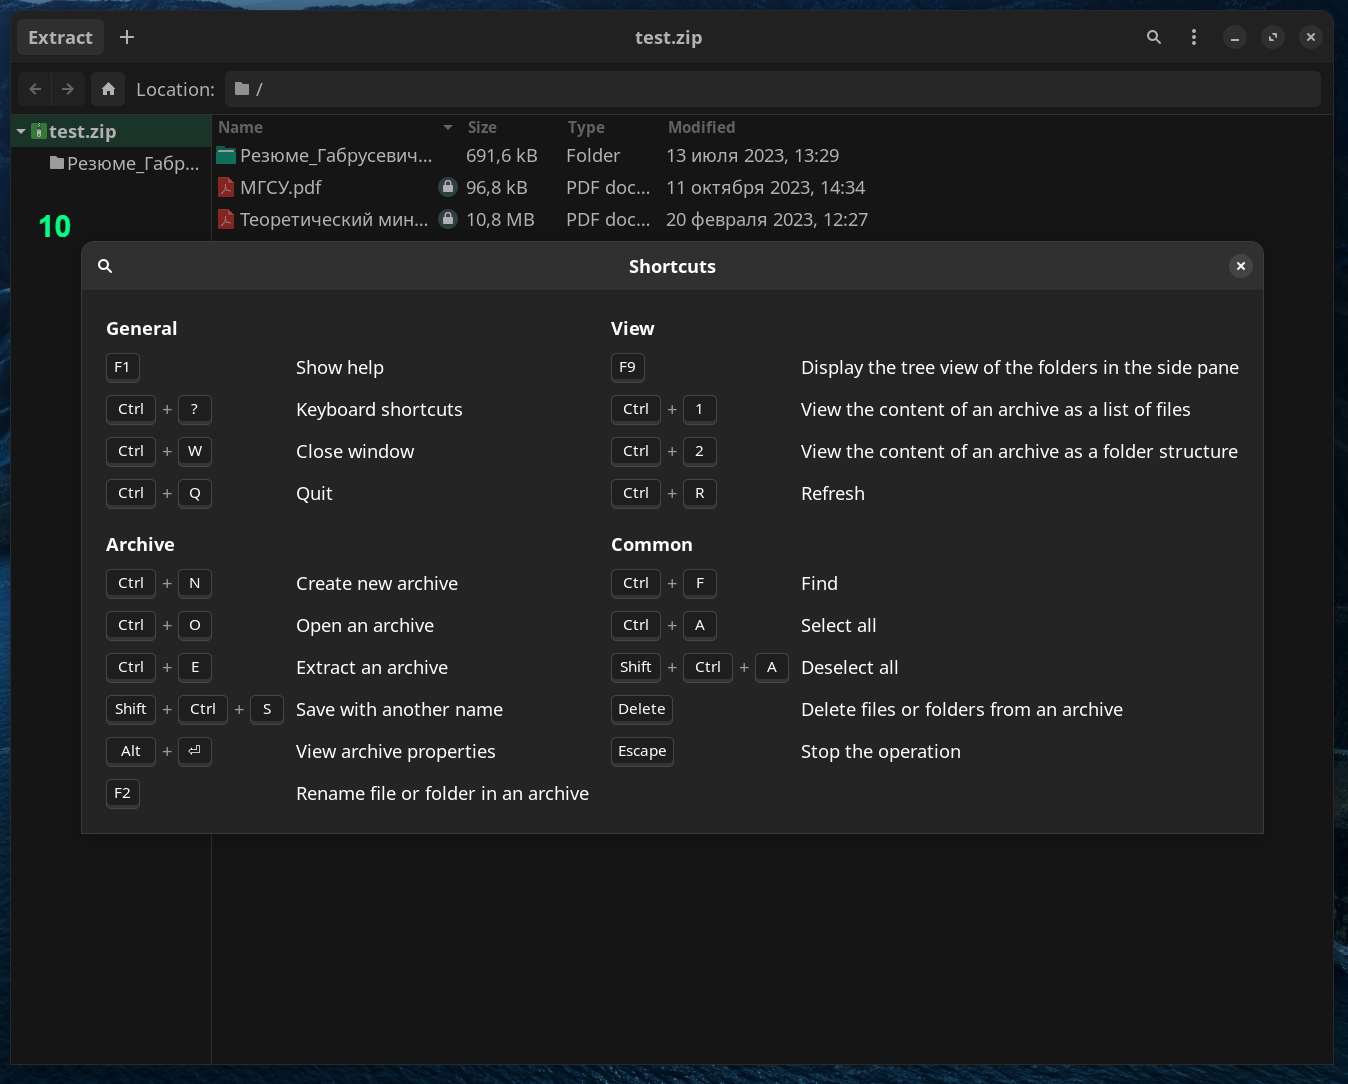 Extract + test.zip
Location: /
test.zip
Резюме_Габр...
10
Name Size Type Modified
Резюме_Габрусевич... 691,6 kB Folder 13 июля 2023, 13:29
МГСУ.pdf 96,8 kB PDF doc... 11 октября 2023, 14:34
Теоретический мин... 10,8 MB PDF doc... 20 февраля 2023, 12:27
Shortcuts
General
F1 Show help
Ctrl + ? Keyboard shortcuts
Ctrl + W Close window
Ctrl + Q Quit
Archive
Ctrl + N Create new archive
Ctrl + O Open an archive
Ctrl + E Extract an archive
Shift + Ctrl + S Save with another name
Alt + ⏎ View archive properties
F2 Rename file or folder in an archive
View
F9 Display the tree view of the folders in the side pane
Ctrl + 1 View the content of an archive as a list of files
Ctrl + 2 View the content of an archive as a folder structure
Ctrl + R Refresh
Common
Ctrl + F Find
Ctrl + A Select all
Shift + Ctrl + A Deselect all
Delete Delete files or folders from an archive
Escape Stop the operation